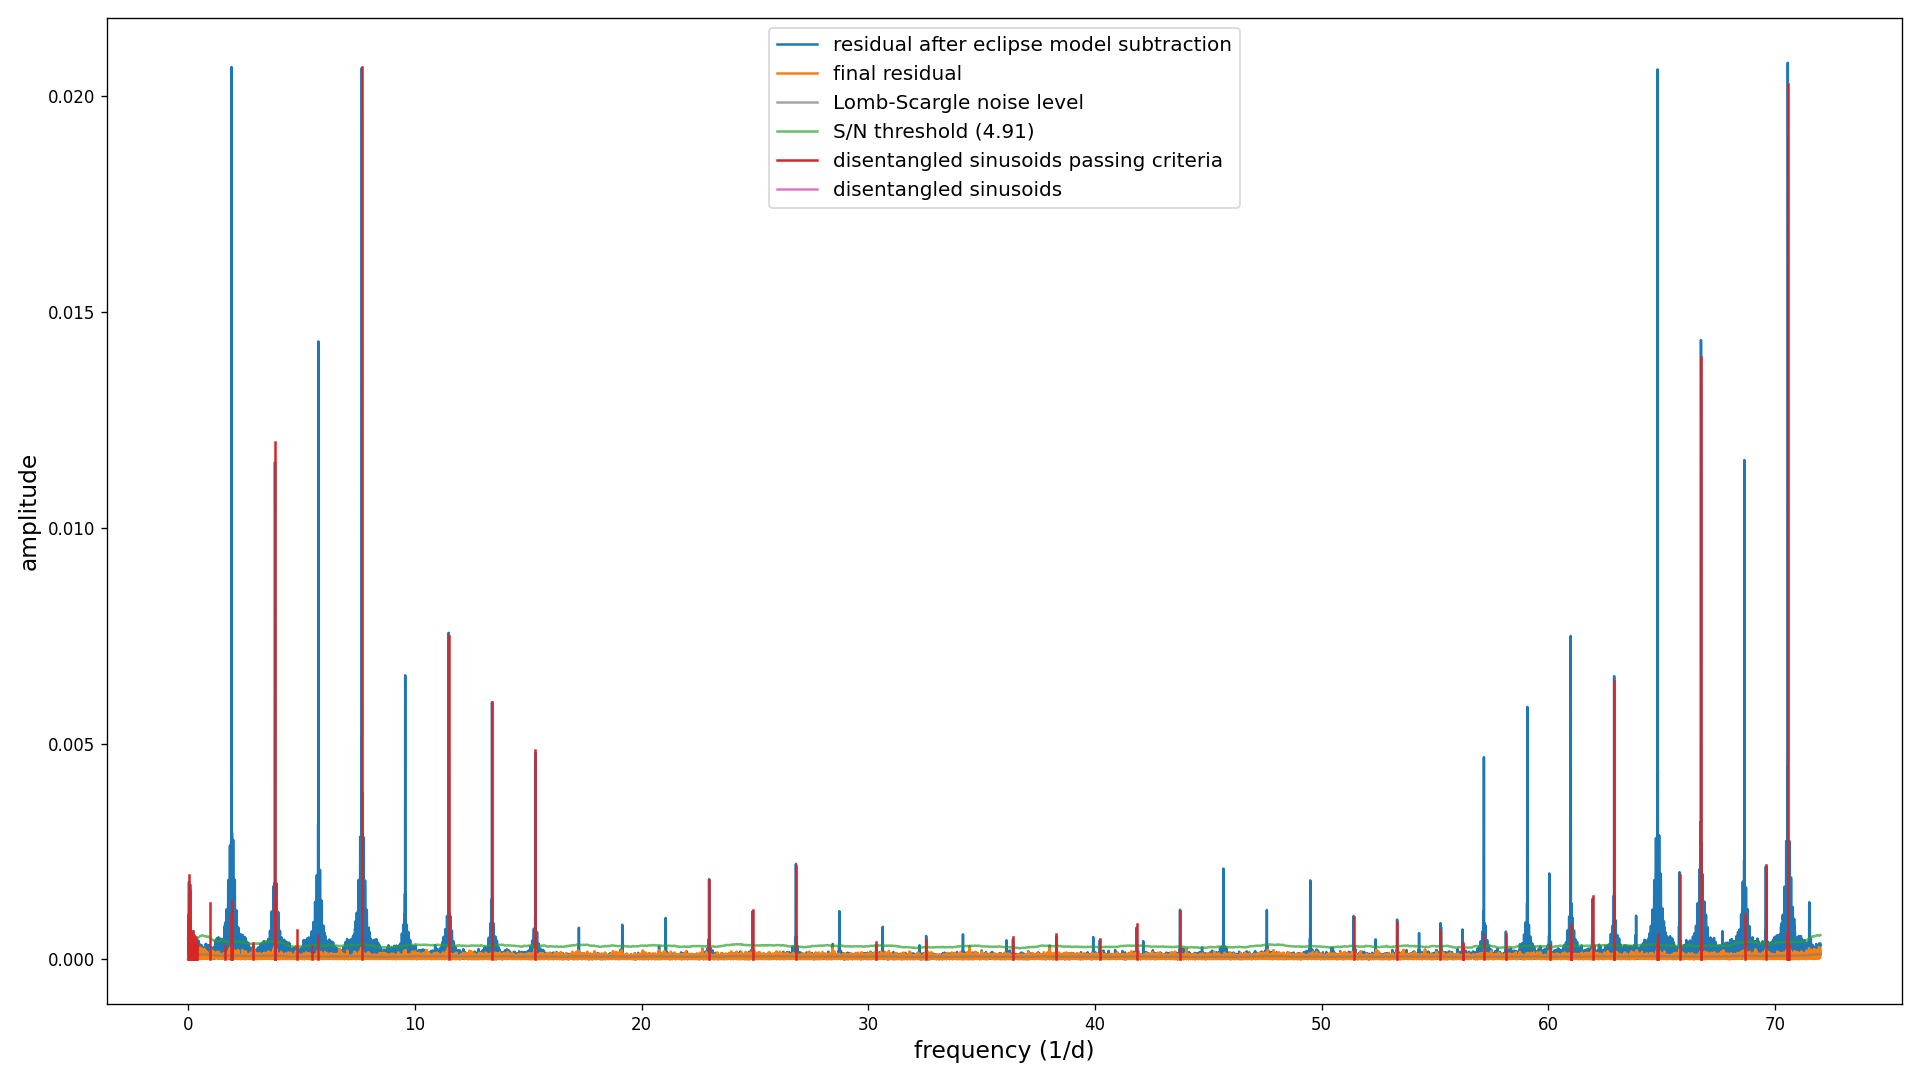 residual after eclipse model subtraction
final residual
Lomb-Scargle noise level
S/N threshold (4.91)
disentangled sinusoids passing criteria
disentangled sinusoids
0.020
0.015
0.010
0.005
0.000
amplitude
0 10 20 30 40 50 60 70
frequency (1/d)